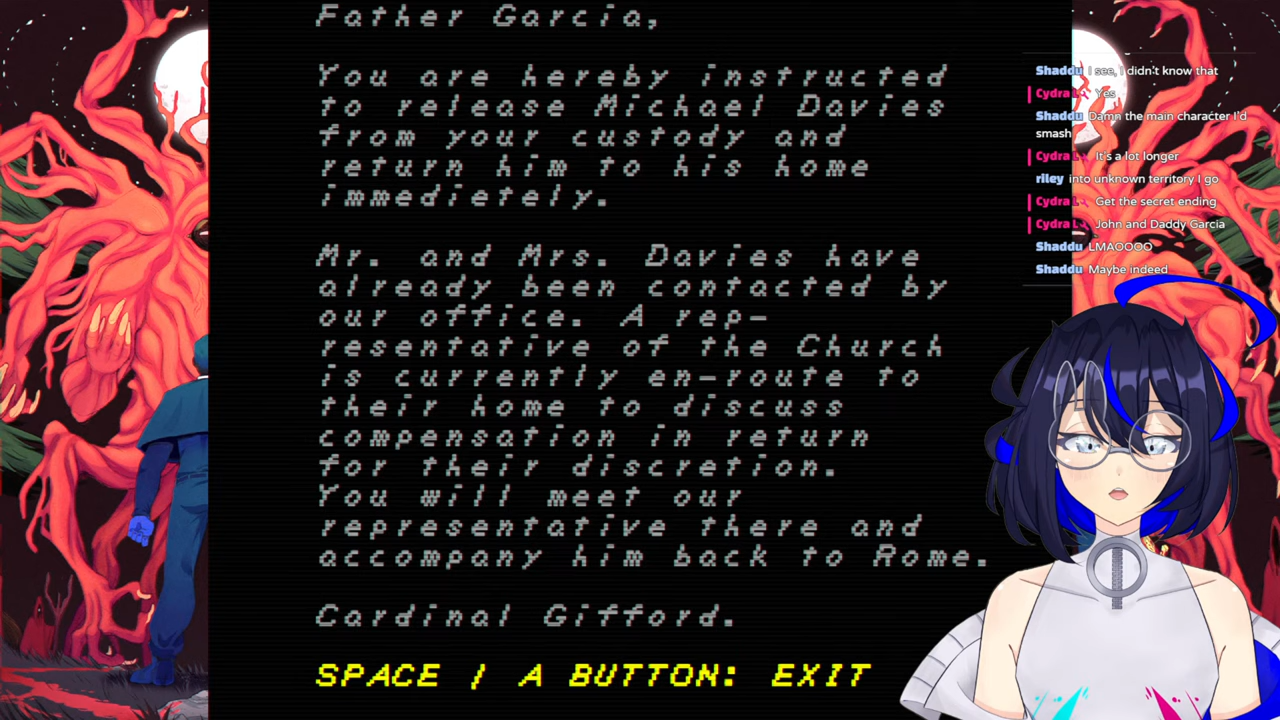 Father Garcia,
You are hereby instructed
to release Michael Davies
from your custody and
return him to his home
immedietely.
Mr. and Mrs. Davies have
already been contacted by
our office. A rep-
resentative of the Church
is currently en-route to
their home to discuss
compensation in return
for their discretion.
You will meet our
representative there and
accompany him back to Rome.
Cardinal Gifford.
SPACE / A BUTTON: EXIT
Shaddu I see, I didn't know that
Cydra Yes
Shaddu Damn the main character I'd
smash
Cydra It's a lot longer
riley into unknown territory I go
Cydra Get the secret ending
Cydra John and Daddy Garcia
Shaddu LMAOOOO
Shaddu Maybe indeed